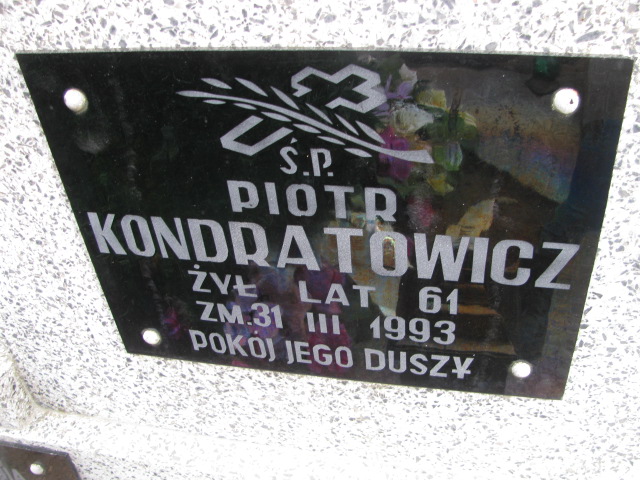 Ś.P.
PIOTR
KONDRATOWICZ
ŻYŁ LAT 61
ZM. 31 III 1993
POKÓJ JEGO DUSZY